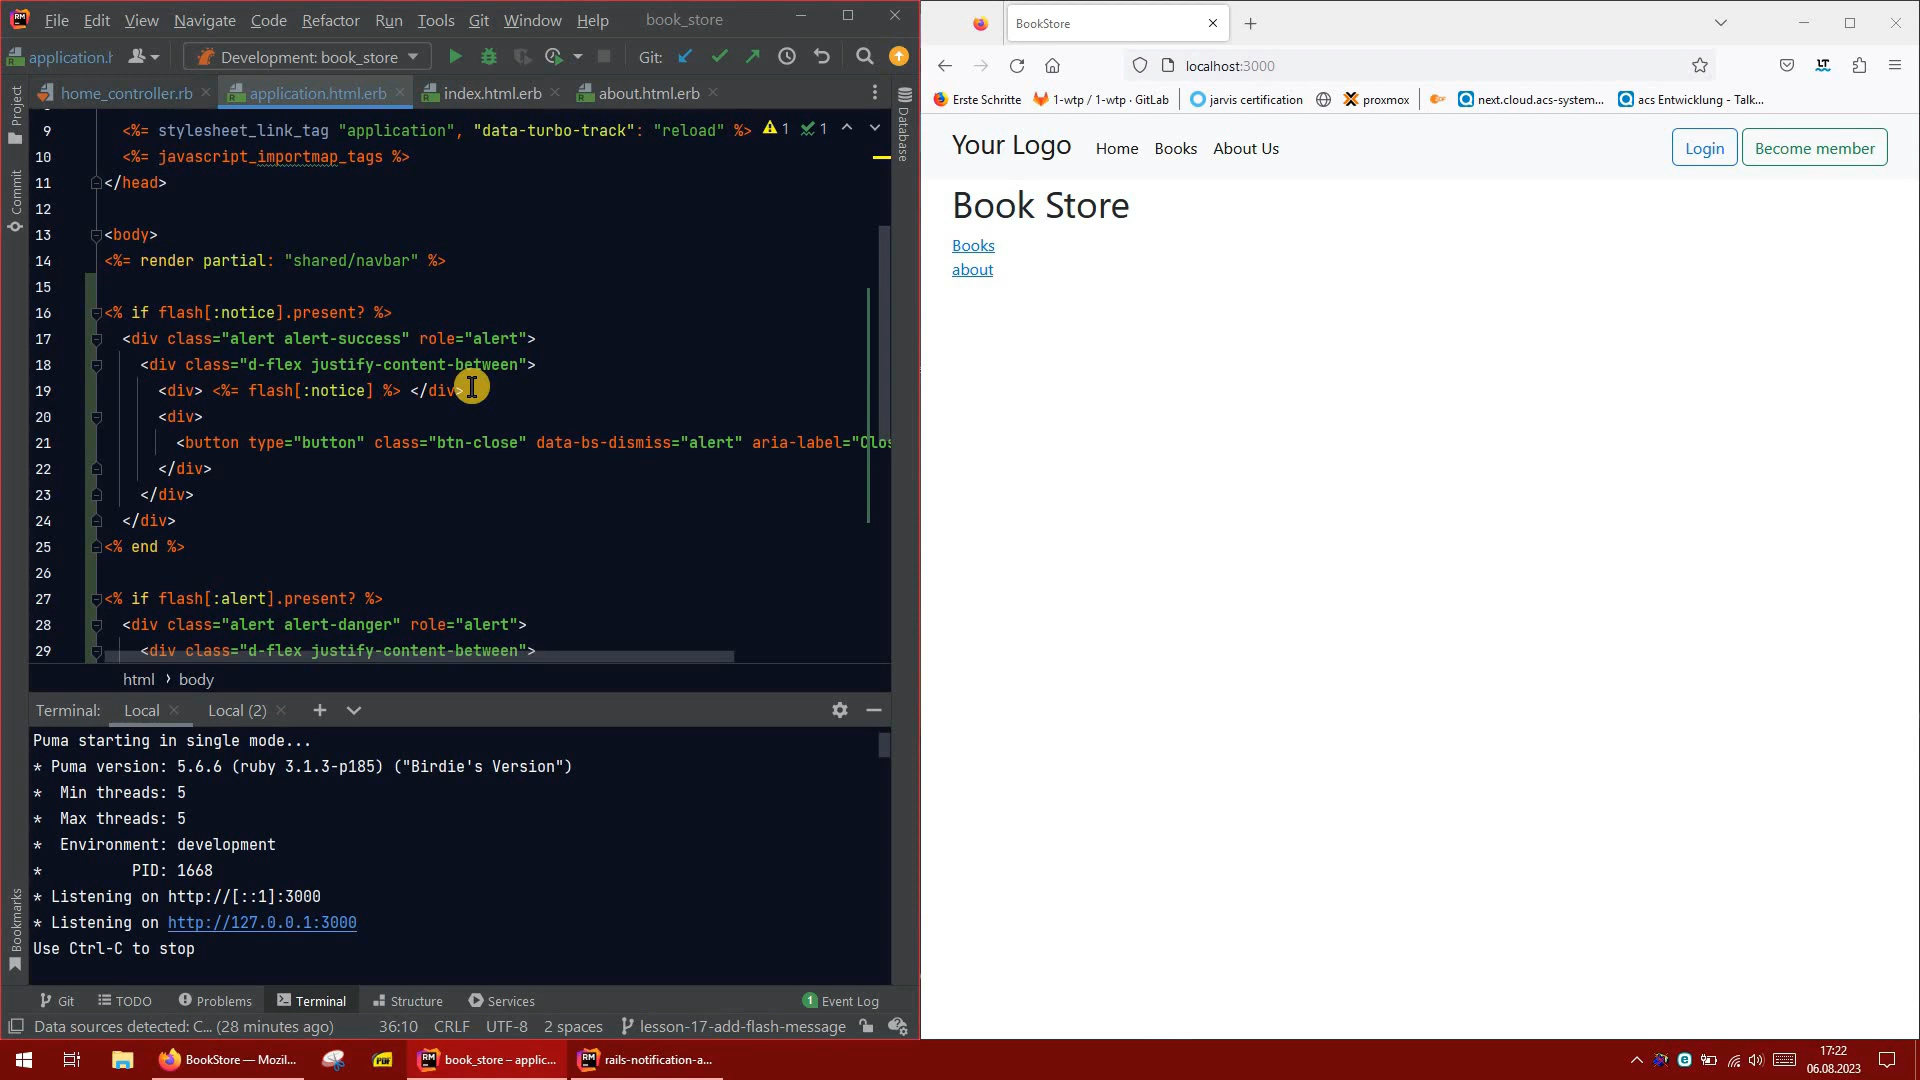 File Edit View Navigate Code Refactor Run Tools Git Window Help book_store
application.h Development: book_store Git:
home_controller.rb application.html.erb index.html.erb about.html.erb
Project
Commit
Bookmarks
Database
9 <%= stylesheet_link_tag "application", "data-turbo-track": "reload" %> 1 1
10 <%= javascript_importmap_tags %>
11 </head>
12
13 <body>
14 <%= render partial: "shared/navbar" %>
15
16 <% if flash[:notice].present? %>
17 <div class="alert alert-success" role="alert">
18 <div class="d-flex justify-content-between">
19 <div> <%= flash[:notice] %> </div>
20 <div>
21 <button type="button" class="btn-close" data-bs-dismiss="alert" aria-label="Clos
22 </div>
23 </div>
24 </div>
25 <% end %>
26
27 <% if flash[:alert].present? %>
28 <div class="alert alert-danger" role="alert">
29 <div class="d-flex justify-content-between">
html › body
Terminal: Local Local (2)
Puma starting in single mode...
* Puma version: 5.6.6 (ruby 3.1.3-p185) ("Birdie's Version")
* Min threads: 5
* Max threads: 5
* Environment: development
* PID: 1668
* Listening on http://[::1]:3000
* Listening on http://127.0.0.1:3000
Use Ctrl-C to stop
Git TODO Problems Terminal Structure Services 1 Event Log
Data sources detected: C... (28 minutes ago) 36:10 CRLF UTF-8 2 spaces lesson-17-add-flash-message
BookStore
localhost:3000
Erste Schritte 1-wtp / 1-wtp · GitLab jarvis certification proxmox next.cloud.acs-system... acs Entwicklung - Talk...
Your Logo Home Books About Us Login Become member
Book Store
Books
about
BookStore — Mozil... PDF book_store – applic... rails-notification-a...
17:22
06.08.2023